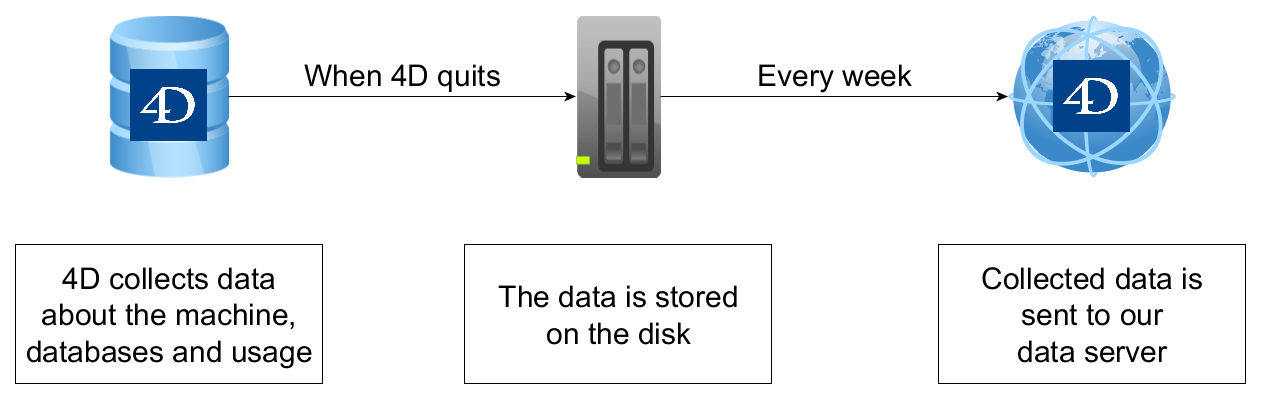 4D
When 4D quits
Every week
4D
4D collects data
about the machine,
databases and usage
The data is stored
on the disk
Collected data is
sent to our
data server